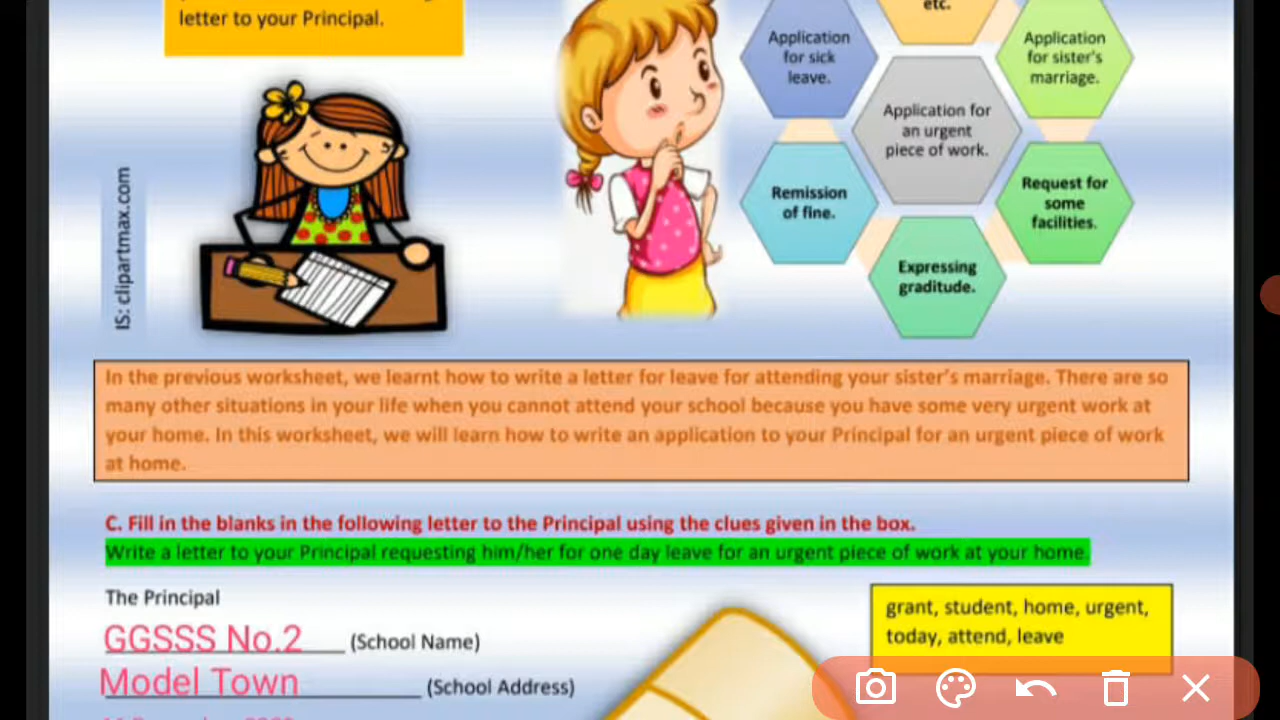 letter to your Principal.
etc.
Application
for sick
leave.
Application
for sister's
marriage.
Application for
an urgent
piece of work.
Remission
of fine.
Request for
some
facilities.
Expressing
graditude.
IS: clipartmax.com
In the previous worksheet, we learnt how to write a letter for leave for attending your sister's marriage. There are so
many other situations in your life when you cannot attend your school because you have some very urgent work at
your home. In this worksheet, we will learn how to write an application to your Principal for an urgent piece of work
at home.
C. Fill in the blanks in the following letter to the Principal using the clues given in the box.
Write a letter to your Principal requesting him/her for one day leave for an urgent piece of work at your home.
The Principal
grant, student, home, urgent,
today, attend, leave
GGSSS No.2 (School Name)
Model Town (School Address)